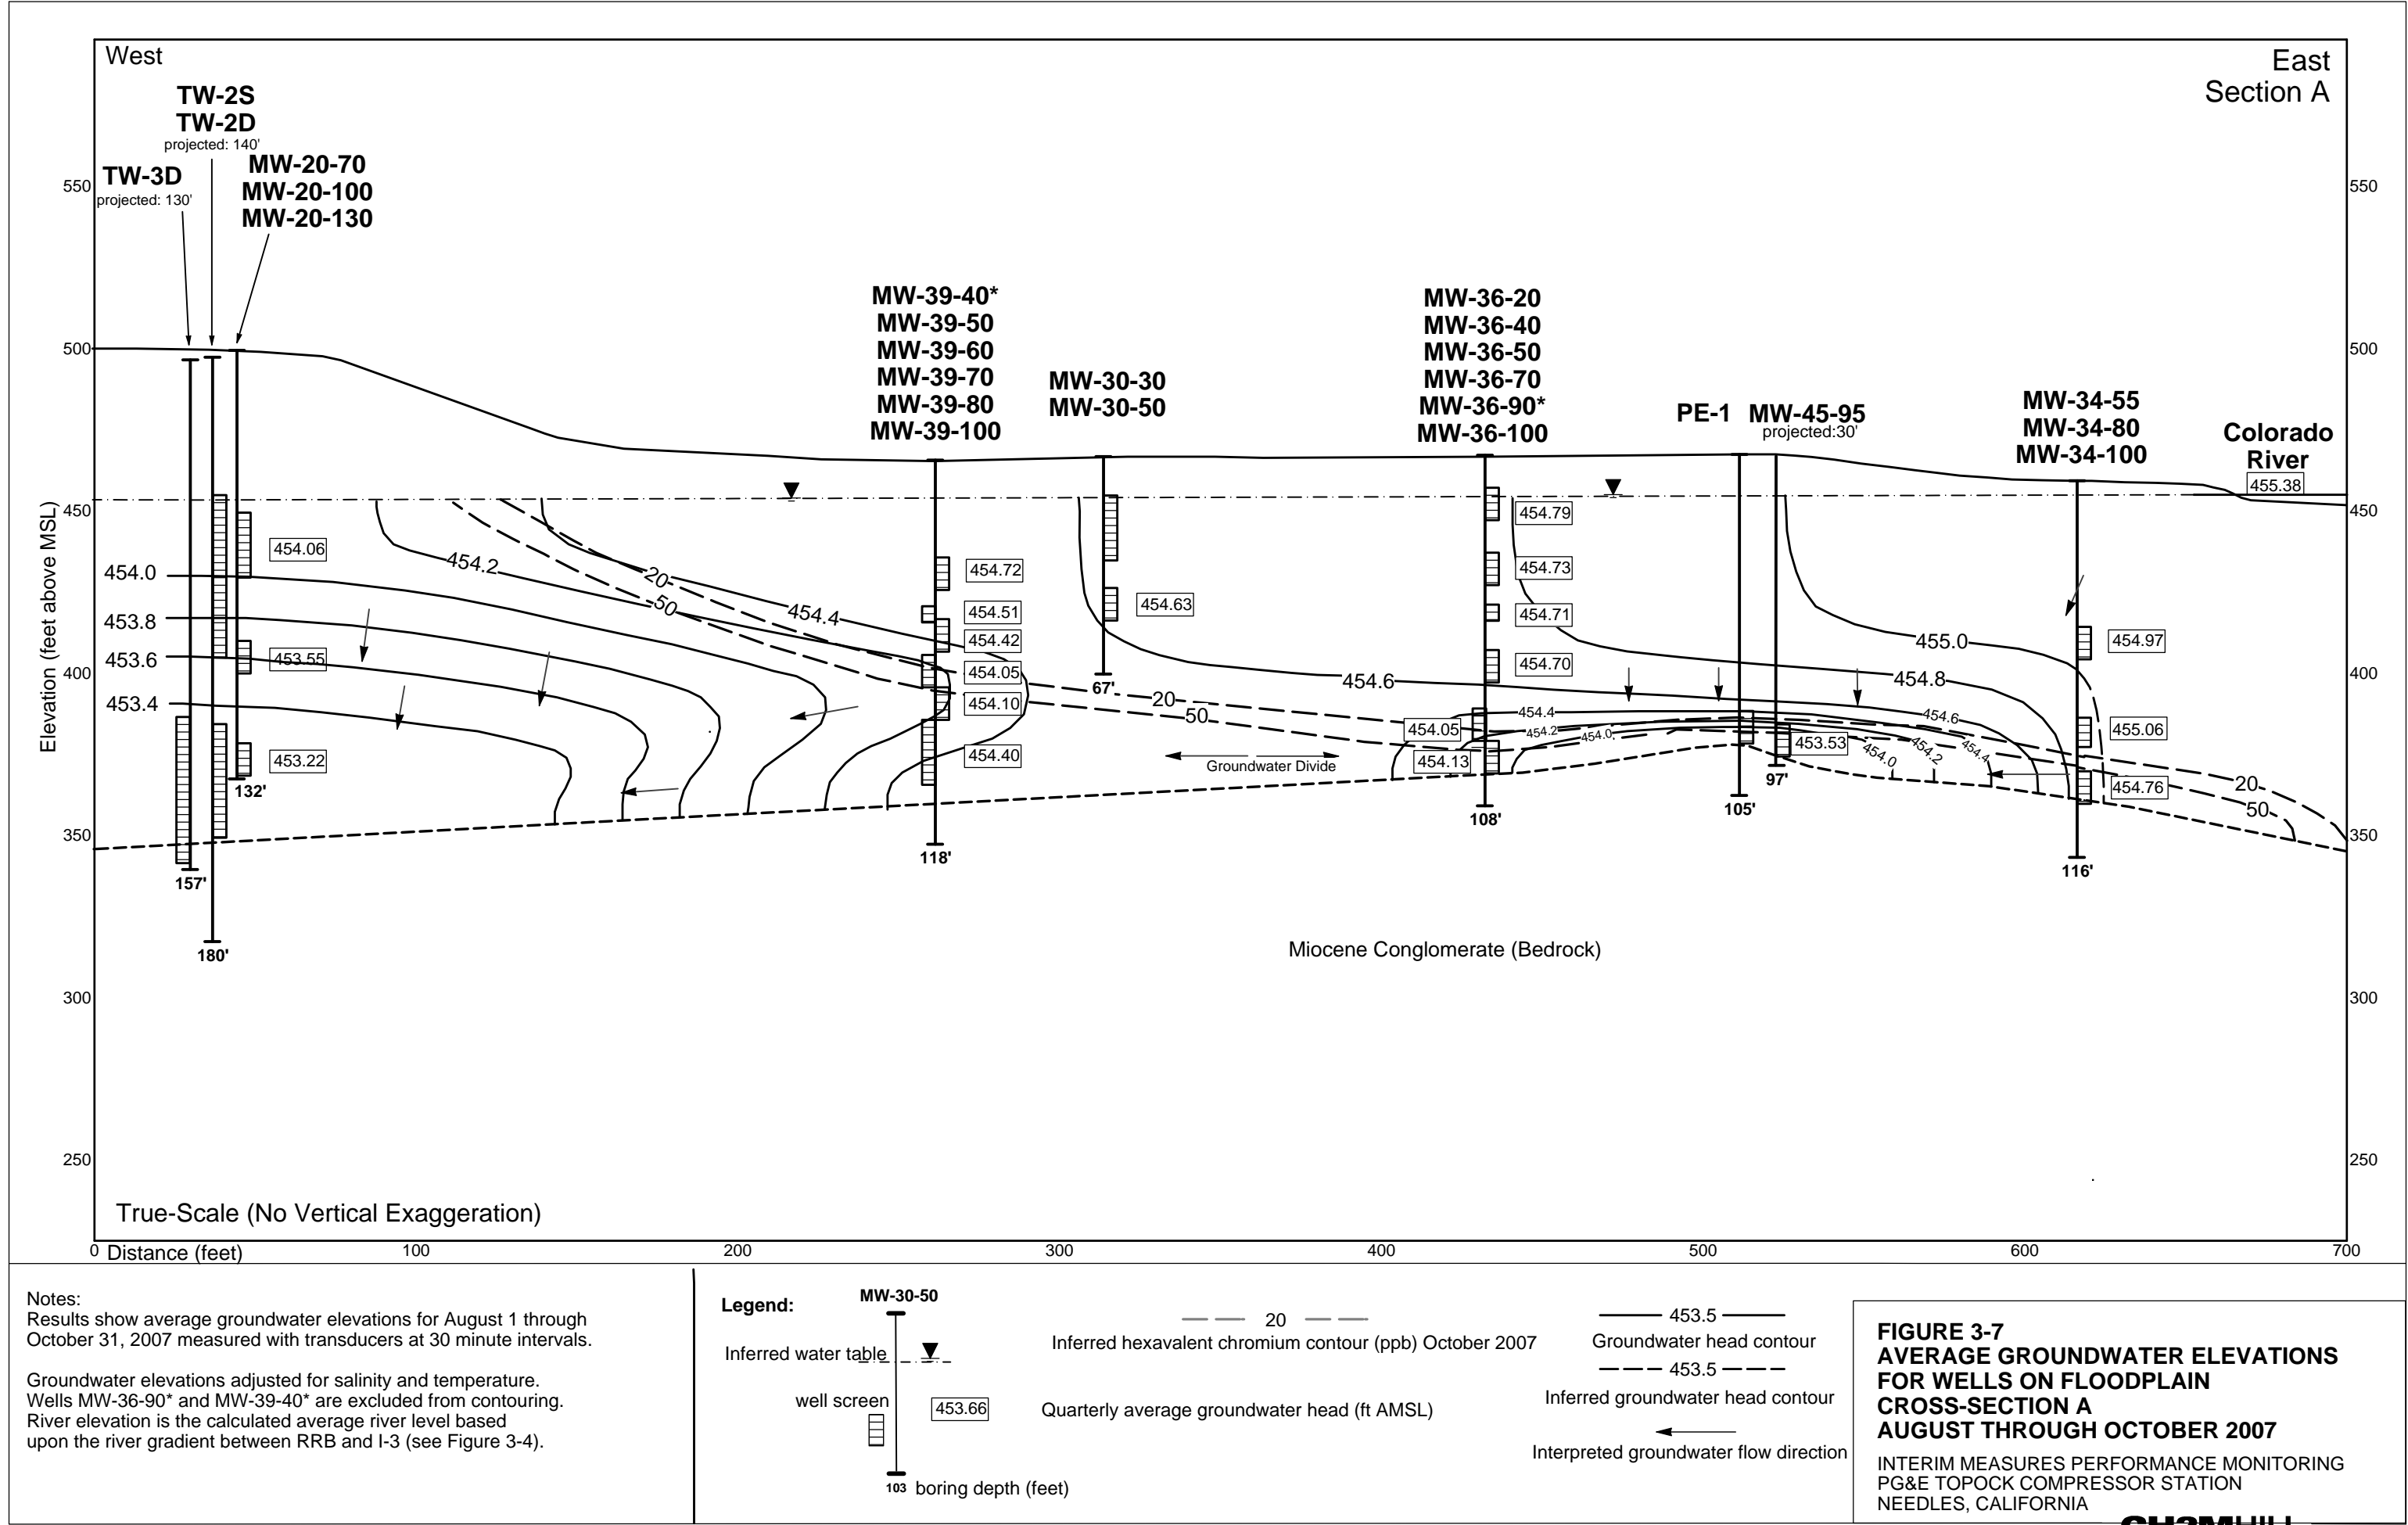 West
East
Section A
TW-2S
TW-2D
projected: 140'
TW-3D
projected: 130'
MW-20-70
MW-20-100
MW-20-130
MW-39-40*
MW-39-50
MW-39-60
MW-39-70
MW-39-80
MW-39-100
MW-30-30
MW-30-50
MW-36-20
MW-36-40
MW-36-50
MW-36-70
MW-36-90*
MW-36-100
PE-1
MW-45-95
projected:30'
MW-34-55
MW-34-80
MW-34-100
Colorado
River
455.38
Elevation (feet above MSL)
550
500
450
400
350
300
250
550
500
450
400
350
300
250
454.0
453.8
453.6
453.4
454.06
453.55
453.22
132'
157'
180'
454.2
20
50
454.4
454.72
454.51
454.42
454.05
454.10
454.40
118'
454.63
67'
20
50
454.6
Groundwater Divide
454.79
454.73
454.71
454.70
454.05
454.13
108'
454.4
454.2
454.0
105'
97'
453.53
454.0
454.2
454.4
454.6
454.8
455.0
454.97
455.06
454.76
116'
20
50
Miocene Conglomerate (Bedrock)
True-Scale (No Vertical Exaggeration)
0
Distance (feet)
100
200
300
400
500
600
700
Notes:
Results show average groundwater elevations for August 1 through
October 31, 2007 measured with transducers at 30 minute intervals.
Groundwater elevations adjusted for salinity and temperature.
Wells MW-36-90* and MW-39-40* are excluded from contouring.
River elevation is the calculated average river level based
upon the river gradient between RRB and I-3 (see Figure 3-4).
Legend:
MW-30-50
Inferred water table
well screen
453.66
103 boring depth (feet)
20
Inferred hexavalent chromium contour (ppb) October 2007
Quarterly average groundwater head (ft AMSL)
453.5
Groundwater head contour
453.5
Inferred groundwater head contour
Interpreted groundwater flow direction
FIGURE 3-7
AVERAGE GROUNDWATER ELEVATIONS
FOR WELLS ON FLOODPLAIN
CROSS-SECTION A
AUGUST THROUGH OCTOBER 2007
INTERIM MEASURES PERFORMANCE MONITORING
PG&E TOPOCK COMPRESSOR STATION
NEEDLES, CALIFORNIA